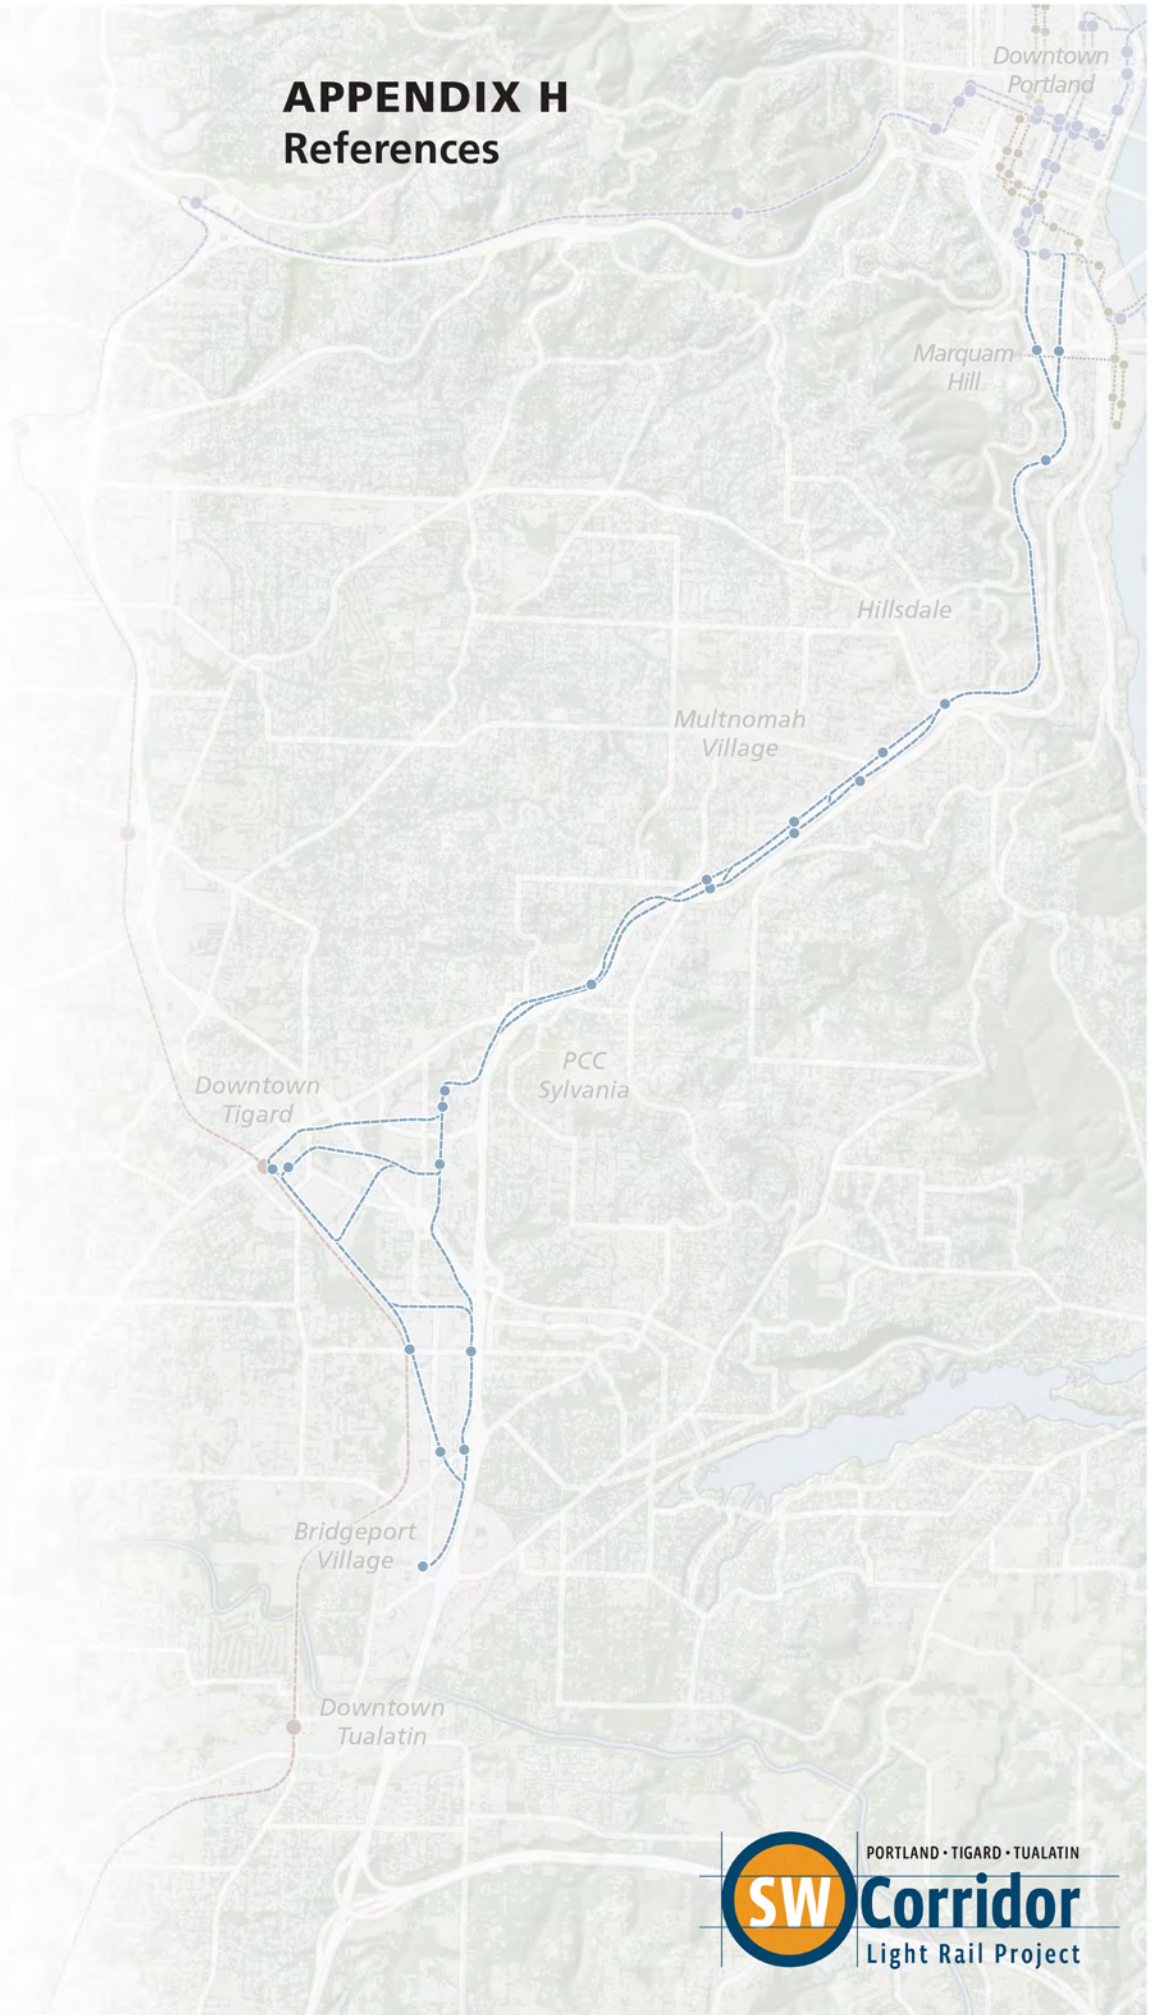 APPENDIX H
References
Downtown
Portland
Marquam
Hill
Hillsdale
Multnomah
Village
PCC
Sylvania
Downtown
Tigard
Bridgeport
Village
Downtown
Tualatin
PORTLAND • TIGARD • TUALATIN
SW Corridor
Light Rail Project